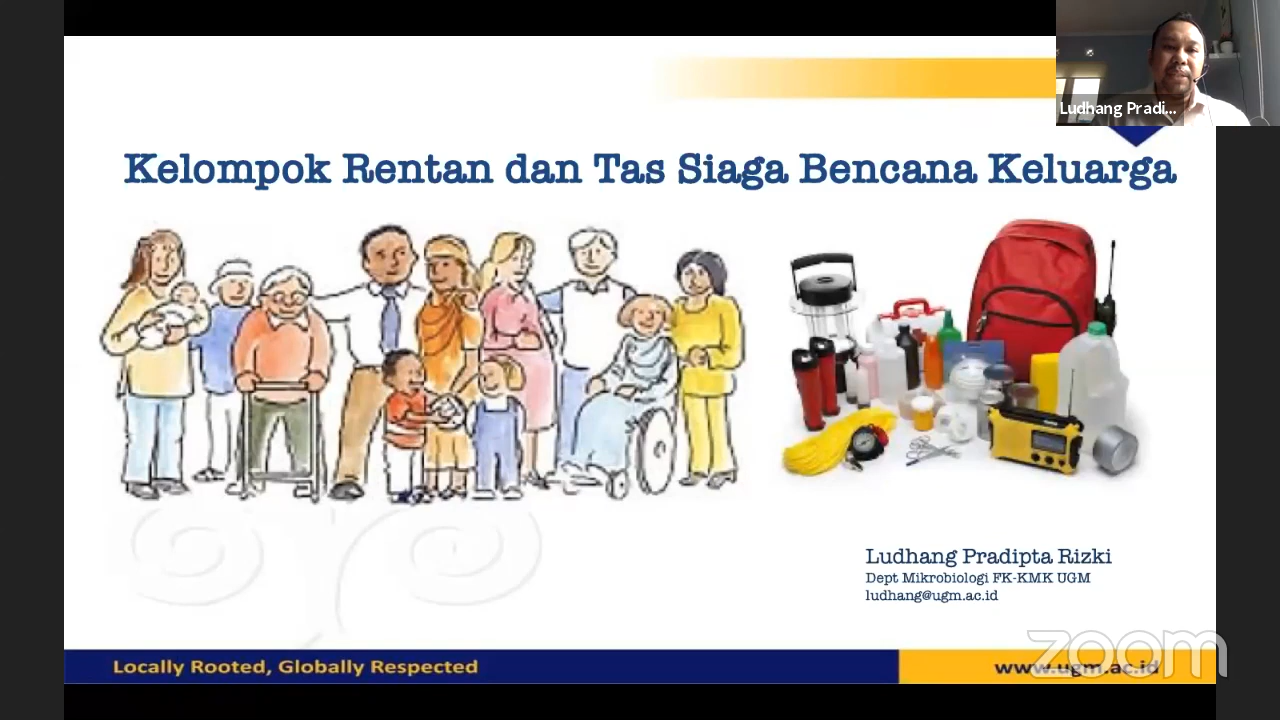 Ludhang Pradi...
Kelompok Rentan dan Tas Siaga Bencana Keluarga
Ludhang Pradipta Rizki
Dept Mikrobiologi FK-KMK UGM
ludhang@ugm.ac.id
Locally Rooted, Globally Respected
www.ugm.ac.id
zoom